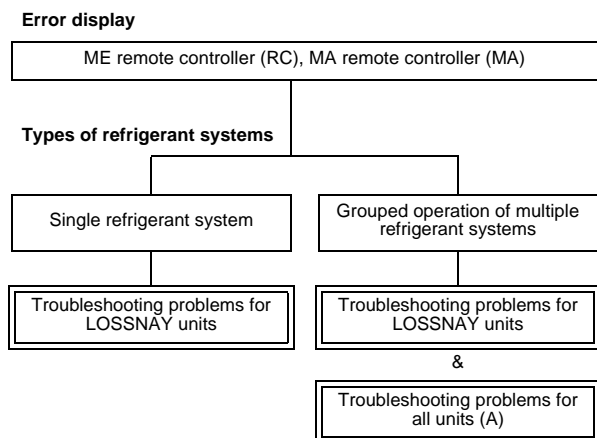 Error display
ME remote controller (RC), MA remote controller (MA)
Types of refrigerant systems
Single refrigerant system
Grouped operation of multiple
refrigerant systems
Troubleshooting problems for
LOSSNAY units
Troubleshooting problems for
LOSSNAY units
&
Troubleshooting problems for
all units (A)